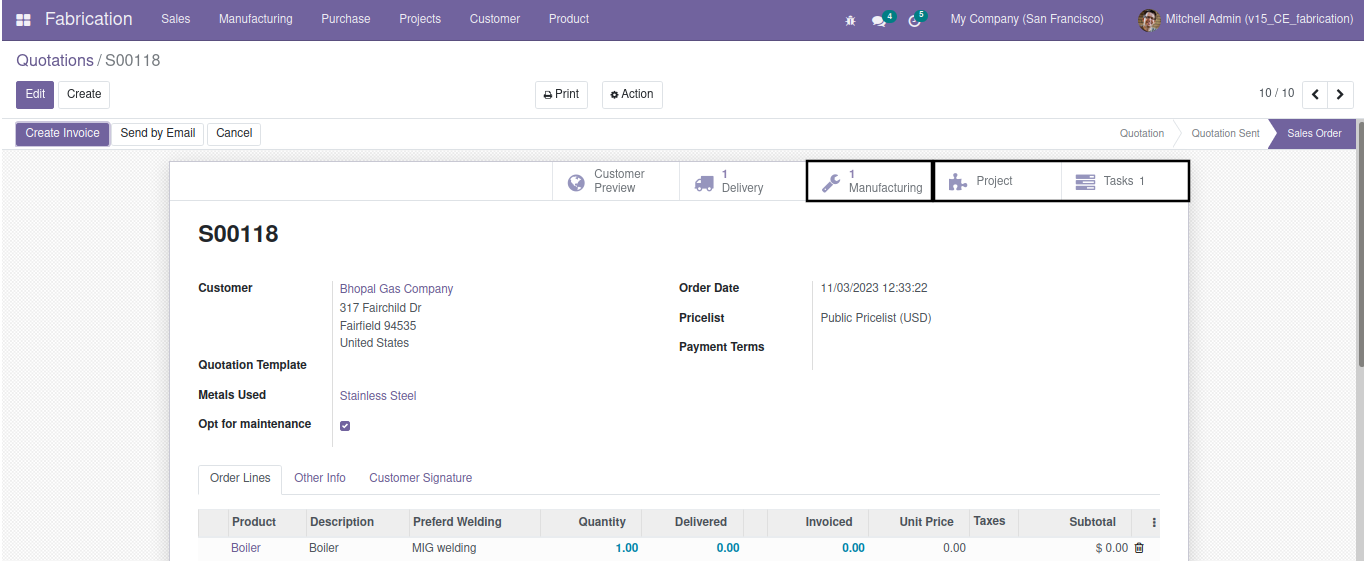 Fabrication Sales Manufacturing Purchase Projects Customer Product 4 5 My Company (San Francisco) Mitchell Admin (v15_CE_fabrication)
Quotations / S00118
Edit Create Print Action 10 / 10
Create Invoice Send by Email Cancel Quotation Quotation Sent Sales Order
Customer
Preview
1
Delivery
1
Manufacturing
Project
Tasks 1
S00118
Customer Bhopal Gas Company
317 Fairchild Dr
Fairfield 94535
United States
Quotation Template
Metals Used Stainless Steel
Opt for maintenance
Order Date 11/03/2023 12:33:22
Pricelist Public Pricelist (USD)
Payment Terms
Order Lines Other Info Customer Signature
Product Description Preferd Welding Quantity Delivered Invoiced Unit Price Taxes Subtotal
Boiler Boiler MIG welding 1.00 0.00 0.00 0.00 $ 0.00